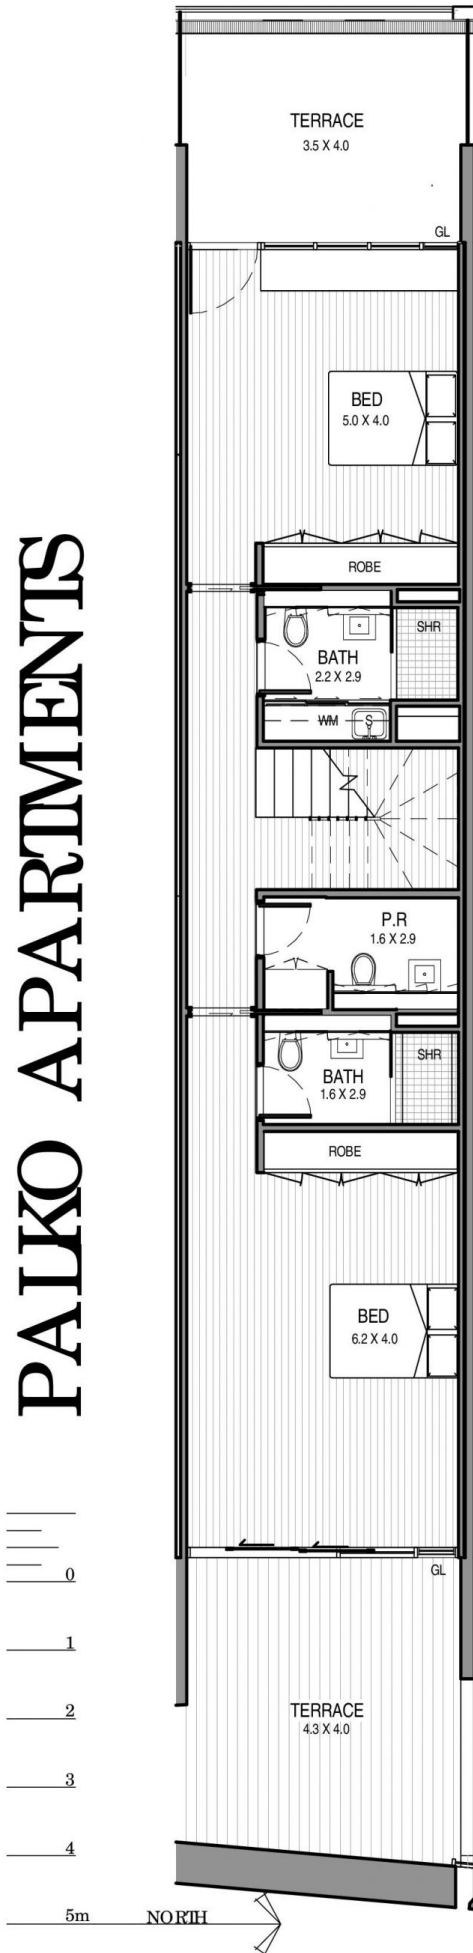 TERRACE
3.5 X 4.0
GL
BED
5.0 X 4.0
ROBE
SHR
BATH
2.2 X 2.9
WM
S
P.R
1.6 X 2.9
SHR
BATH
1.6 X 2.9
ROBE
BED
6.2 X 4.0
GL
TERRACE
4.3 X 4.0
PALKO APARTMENTS
0
1
2
3
4
5m
NORTH